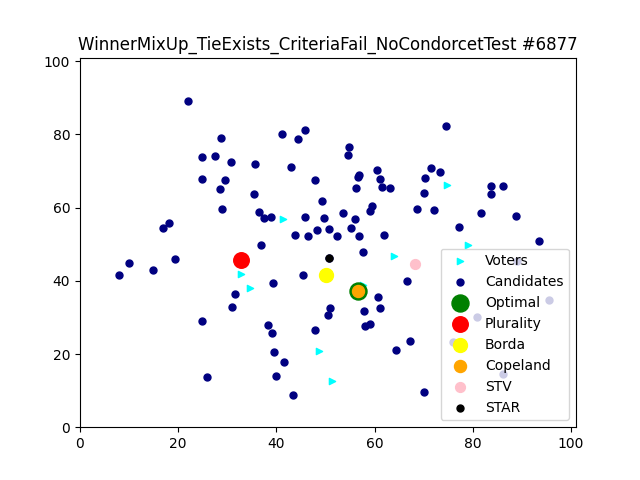 WinnerMixUp_TieExists_CriteriaFail_NoCondorcetTest #6877
100
80
60
40
20
0
0 20 40 60 80 100
Voters
Candidates
Optimal
Plurality
Borda
Copeland
STV
STAR